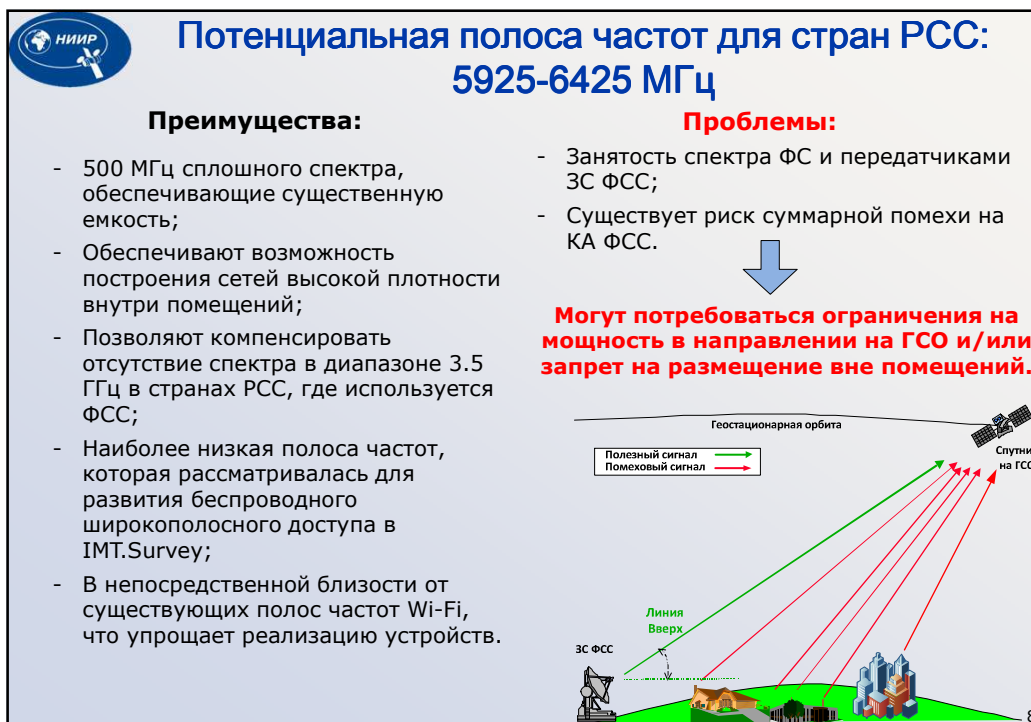 НИИР
Потенциальная полоса частот для стран РСС:
5925-6425 МГц
Преимущества:
- 500 МГц сплошного спектра,
обеспечивающие существенную
емкость;
- Обеспечивают возможность
построения сетей высокой плотности
внутри помещений;
- Позволяют компенсировать
отсутствие спектра в диапазоне 3.5
ГГц в странах РСС, где используется
ФСС;
- Наиболее низкая полоса частот,
которая рассматривалась для
развития беспроводного
широкополосного доступа в
IMT.Survey;
- В непосредственной близости от
существующих полос частот Wi-Fi,
что упрощает реализацию устройств.
Проблемы:
- Занятость спектра ФС и передатчиками
ЗС ФСС;
- Существует риск суммарной помехи на
КА ФСС.
Могут потребоваться ограничения на
мощность в направлении на ГСО и/или
запрет на размещение вне помещений.
Геостационарная орбита
Полезный сигнал
Помеховый сигнал
Спутни
на ГСО
Линия
Вверх
ЗС ФСС